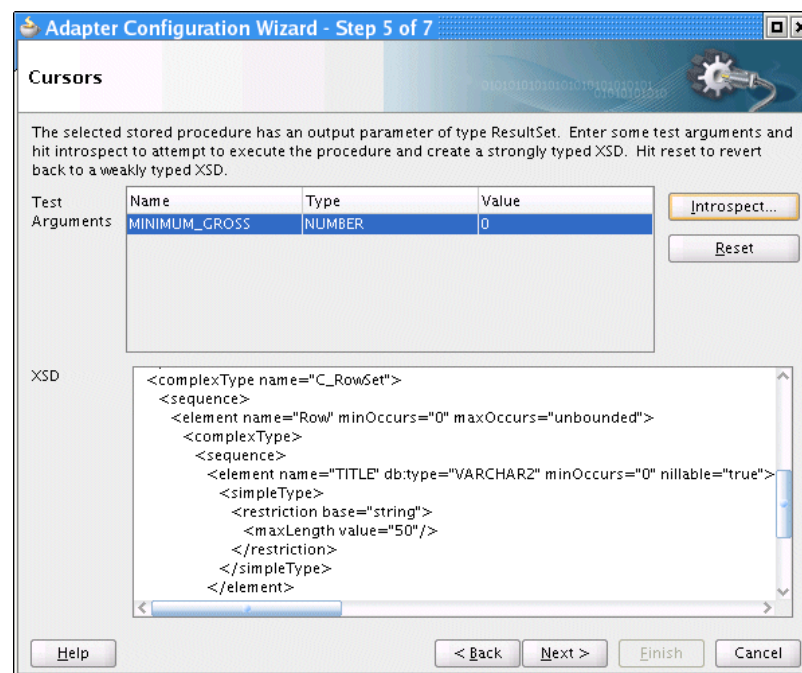 Adapter Configuration Wizard - Step 5 of 7
Cursors
The selected stored procedure has an output parameter of type ResultSet. Enter some test arguments and
hit introspect to attempt to execute the procedure and create a strongly typed XSD. Hit reset to revert
back to a weakly typed XSD.
Test
Arguments
Name Type Value
MINIMUM_GROSS NUMBER 0
Introspect...
Reset
XSD
<complexType name="C_RowSet">
<sequence>
<element name="Row" minOccurs="0" maxOccurs="unbounded">
<complexType>
<sequence>
<element name="TITLE" db:type="VARCHAR2" minOccurs="0" nillable="true">
<simpleType>
<restriction base="string">
<maxLength value="50"/>
</restriction>
</simpleType>
</element>
Help < Back Next > Finish Cancel